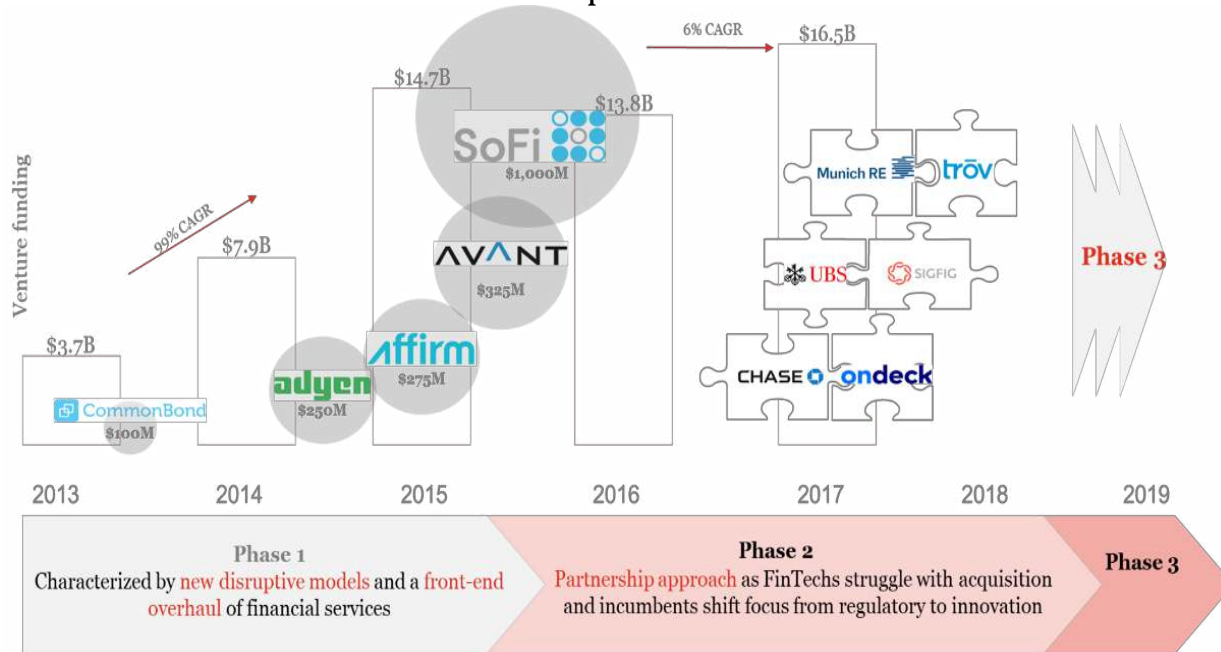 6% CAGR
$16.5B
$14.7B
$13.8B
SoFi
$1,000M
Munich RE
trōv
Venture funding
99% CAGR
$7.9B
AVANT
$325M
UBS
SIGFIG
Phase 3
$3.7B
affirm
$275M
adyen
$250M
CHASE
ondeck
CommonBond
$100M
2013 2014 2015 2016 2017 2018 2019
Phase 1
Characterized by new disruptive models and a front-end
overhaul of financial services
Phase 2
Partnership approach as FinTechs struggle with acquisition
and incumbents shift focus from regulatory to innovation
Phase 3